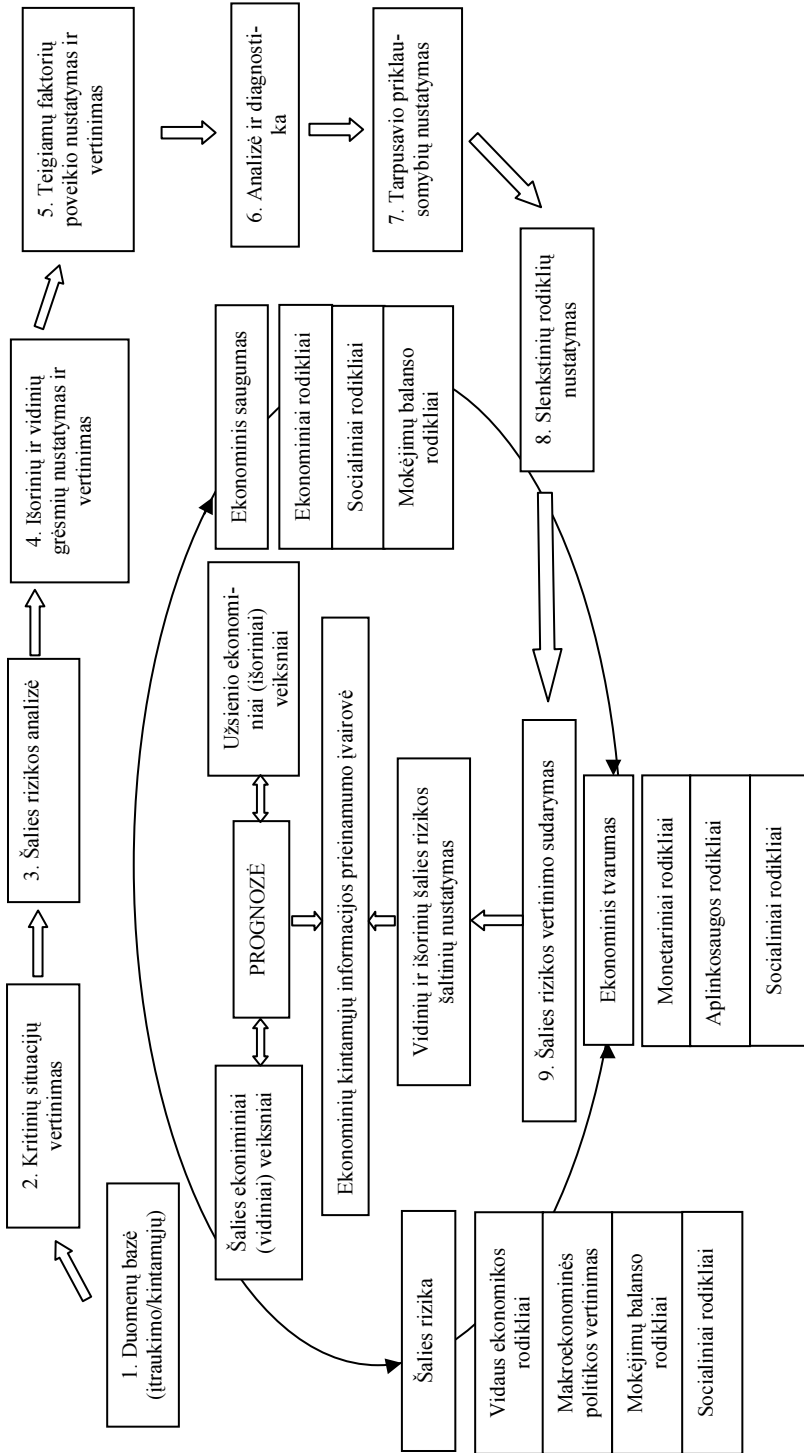 1. Duomenų bazė
(įtraukimo/kintamųjų)
2. Kritinių situacijų
vertinimas
3. Šalies rizikos analizė
4. Išorinių ir vidinių
grėsmių nustatymas ir
vertinimas
5. Teigiamų faktorių
poveikio nustatymas ir
vertinimas
6. Analizė ir diagnosti-
ka
7. Tarpusavio priklau-
somybių nustatymas
8. Slenkstinių rodiklių
nustatymas
Šalies ekoniminiai
(vidiniai) veiksniai
PROGNOZĖ
Užsienio ekonomi-
niai (išoriniai)
veiksniai
Ekonominių kintamųjų informacijos prieinamumo įvairovė
Vidinių ir išorinių šalies rizikos
šaltinių nustatymas
9. Šalies rizikos vertinimo sudarymas
Ekonominis saugumas
Ekonominiai rodikliai
Socialiniai rodikliai
Mokėjimų balanso
rodikliai
Šalies rizika
Vidaus ekonomikos
rodikliai
Makroekonominės
politikos vertinimas
Mokėjimų balanso
rodikliai
Socialiniai rodikliai
Ekonominis tvarumas
Monetariniai rodikliai
Aplinkosaugos rodikliai
Socialiniai rodikliai